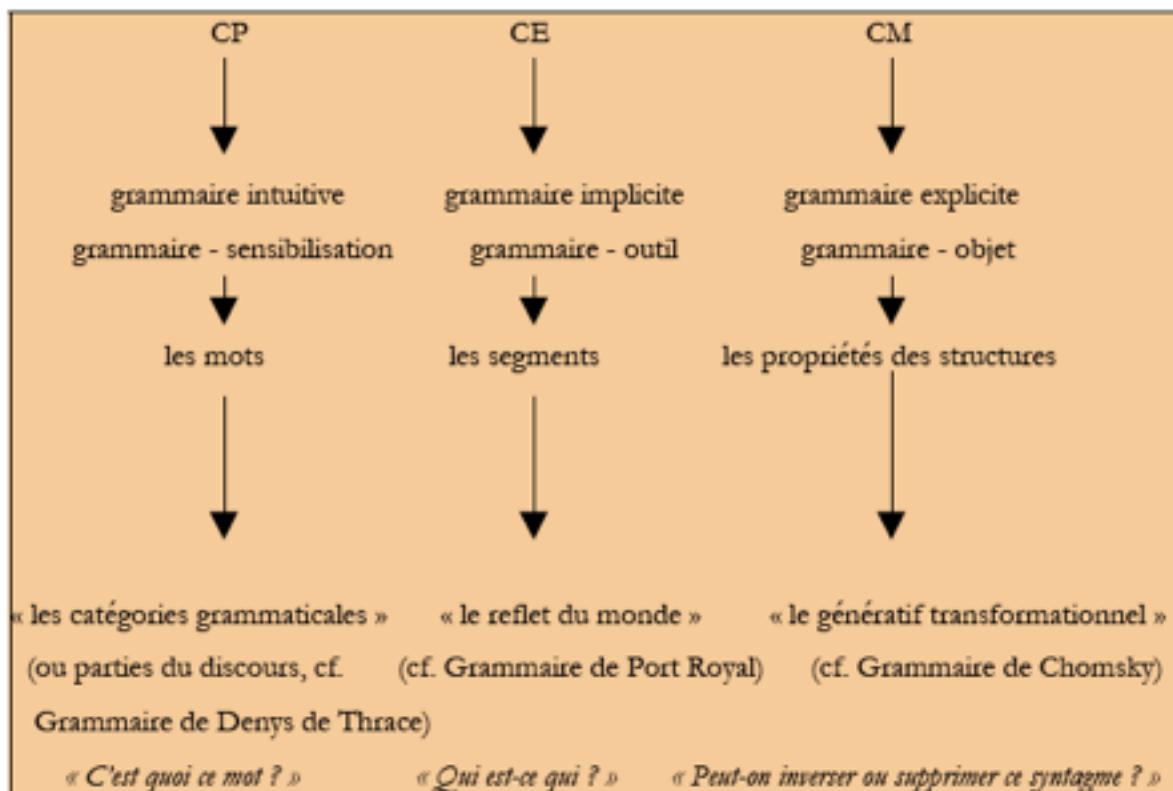 CP CE CM
grammaire intuitive grammaire implicite grammaire explicite
grammaire - sensibilisation grammaire - outil grammaire - objet
les mots les segments les propriétés des structures
« les catégories grammaticales » « le reflet du monde » « le génératif transformationnel »
(ou parties du discours, cf. (cf. Grammaire de Port Royal) (cf. Grammaire de Chomsky)
Grammaire de Denys de Thrace)
« C'est quoi ce mot ? » « Qui est-ce qui ? » « Peut-on inverser ou supprimer ce syntagme ? »